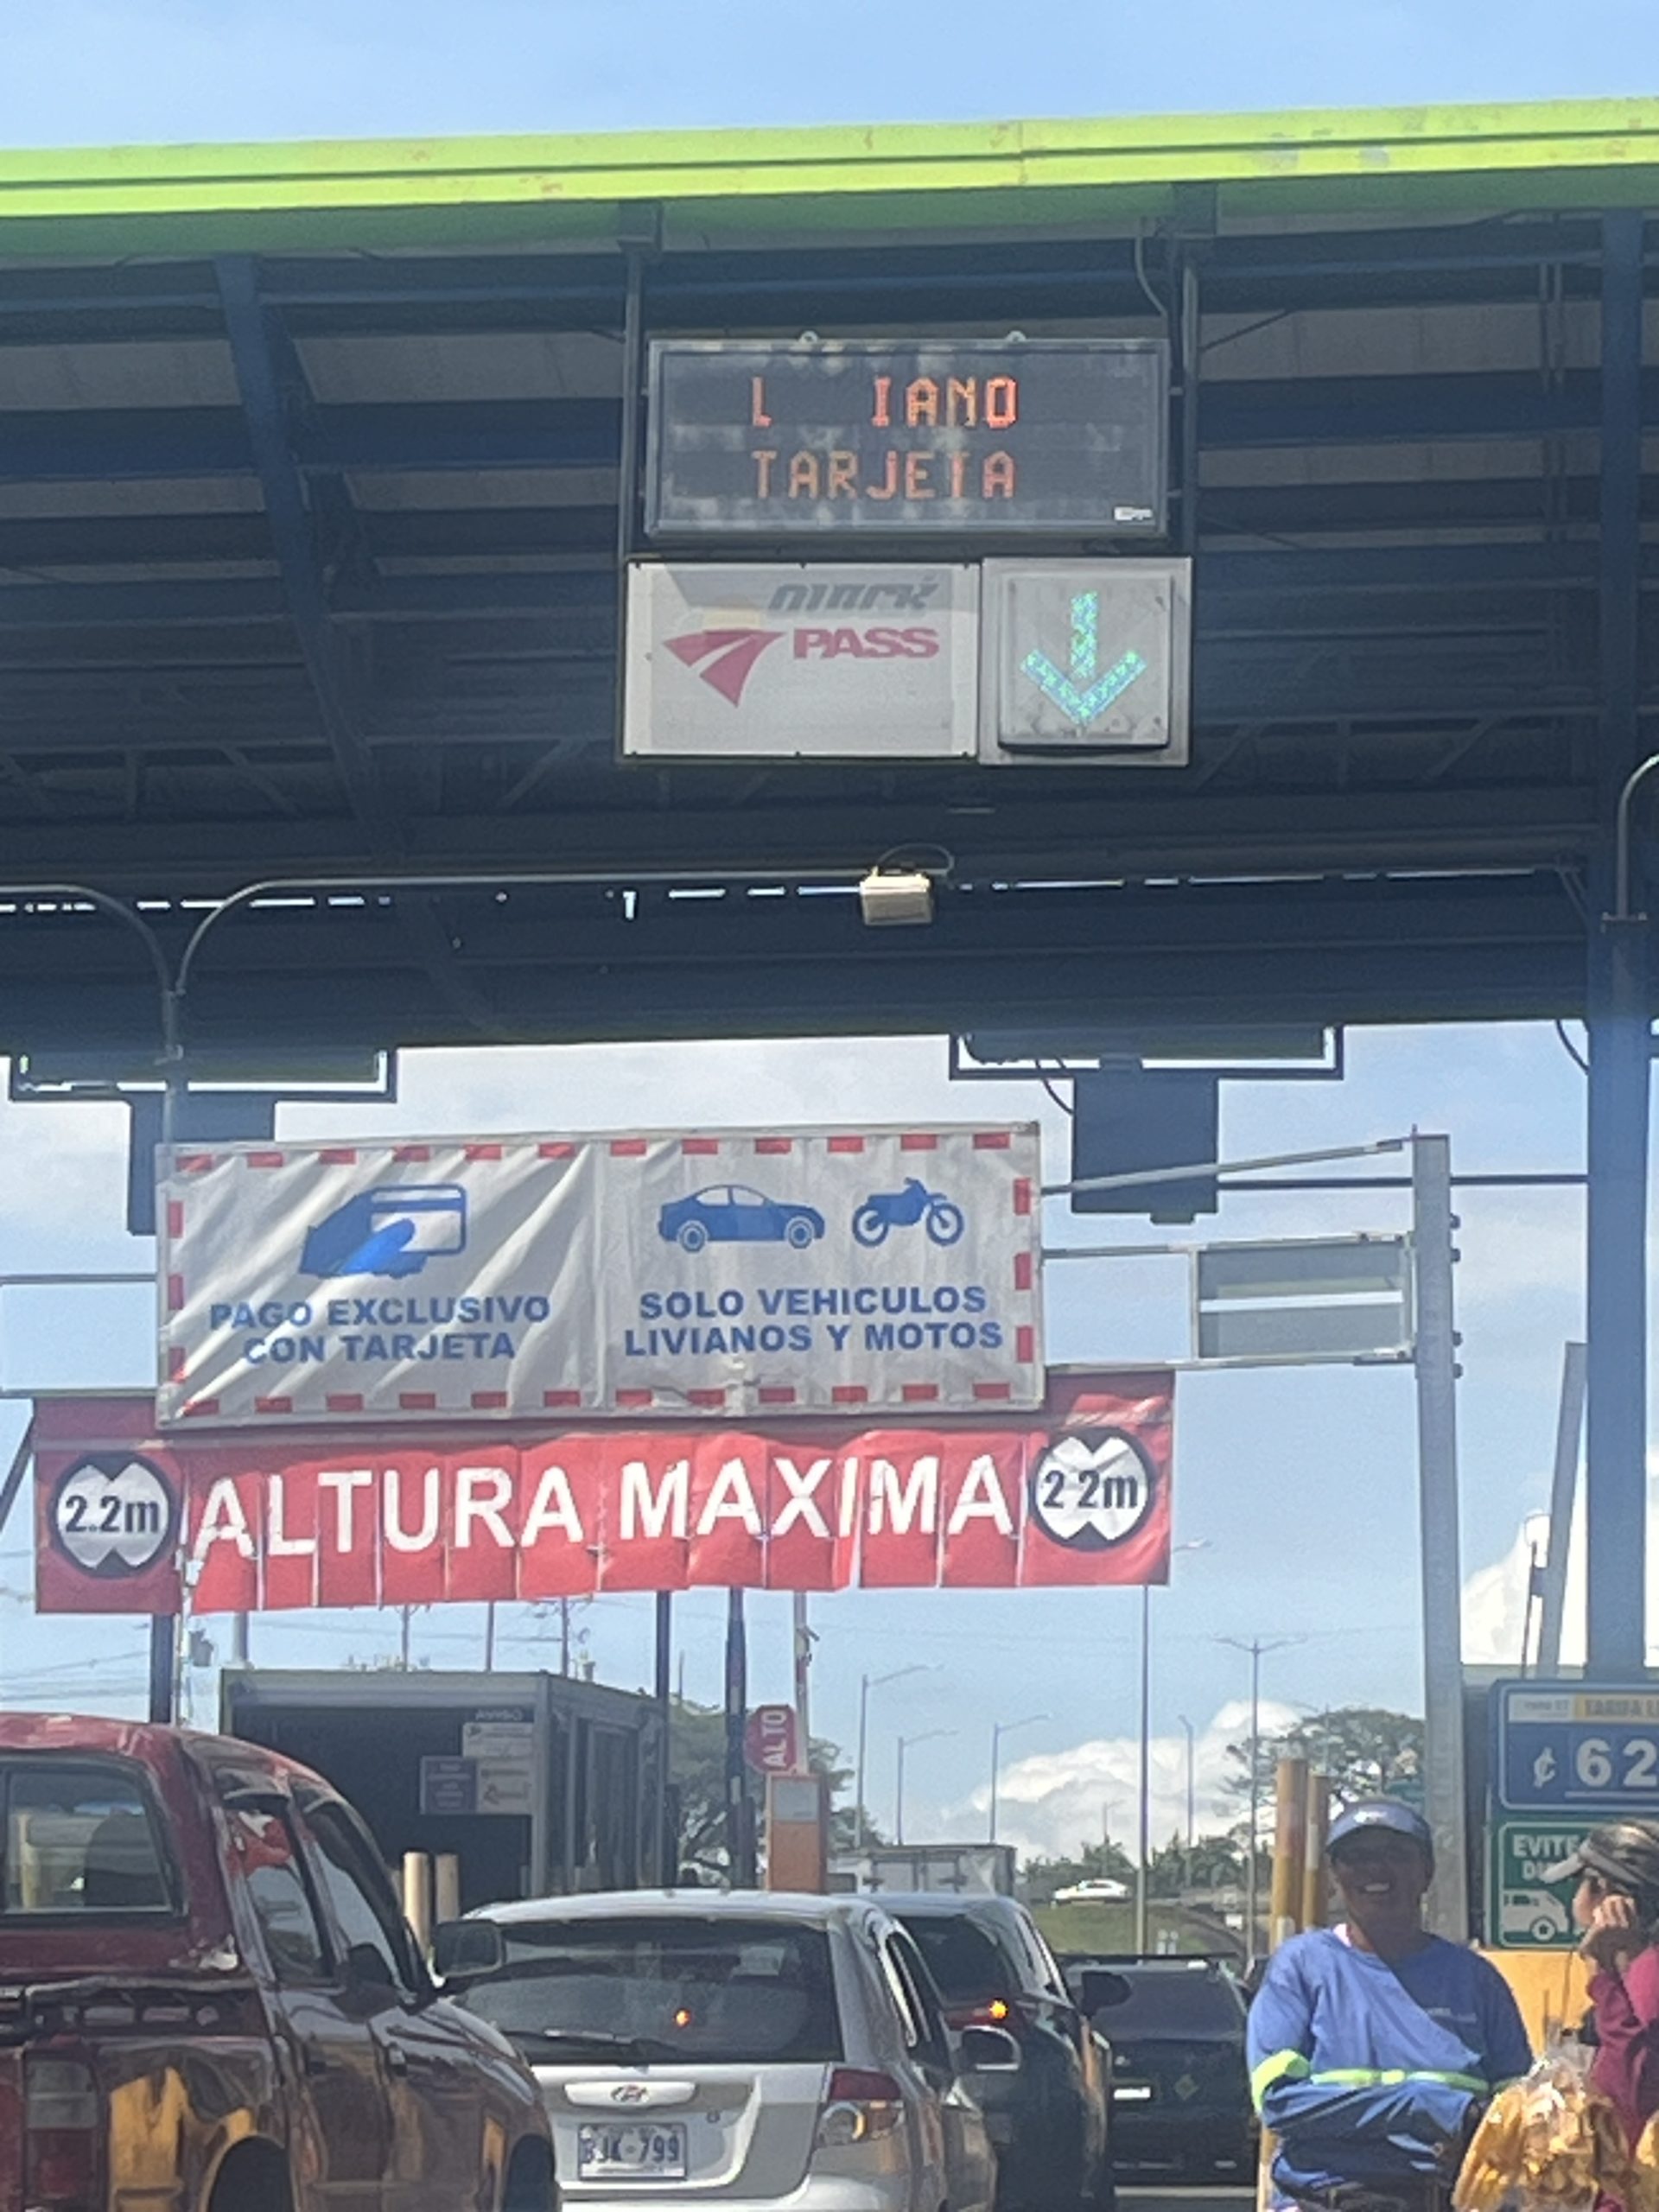 L IANO
TARJETA
PASS
PAGO EXCLUSIVO
CON TARJETA
SOLO VEHICULOS
LIVIANOS Y MOTOS
2.2m ALTURA MAXIMA 2.2m
ALTO
₡ 62
EVITE
BJK-799